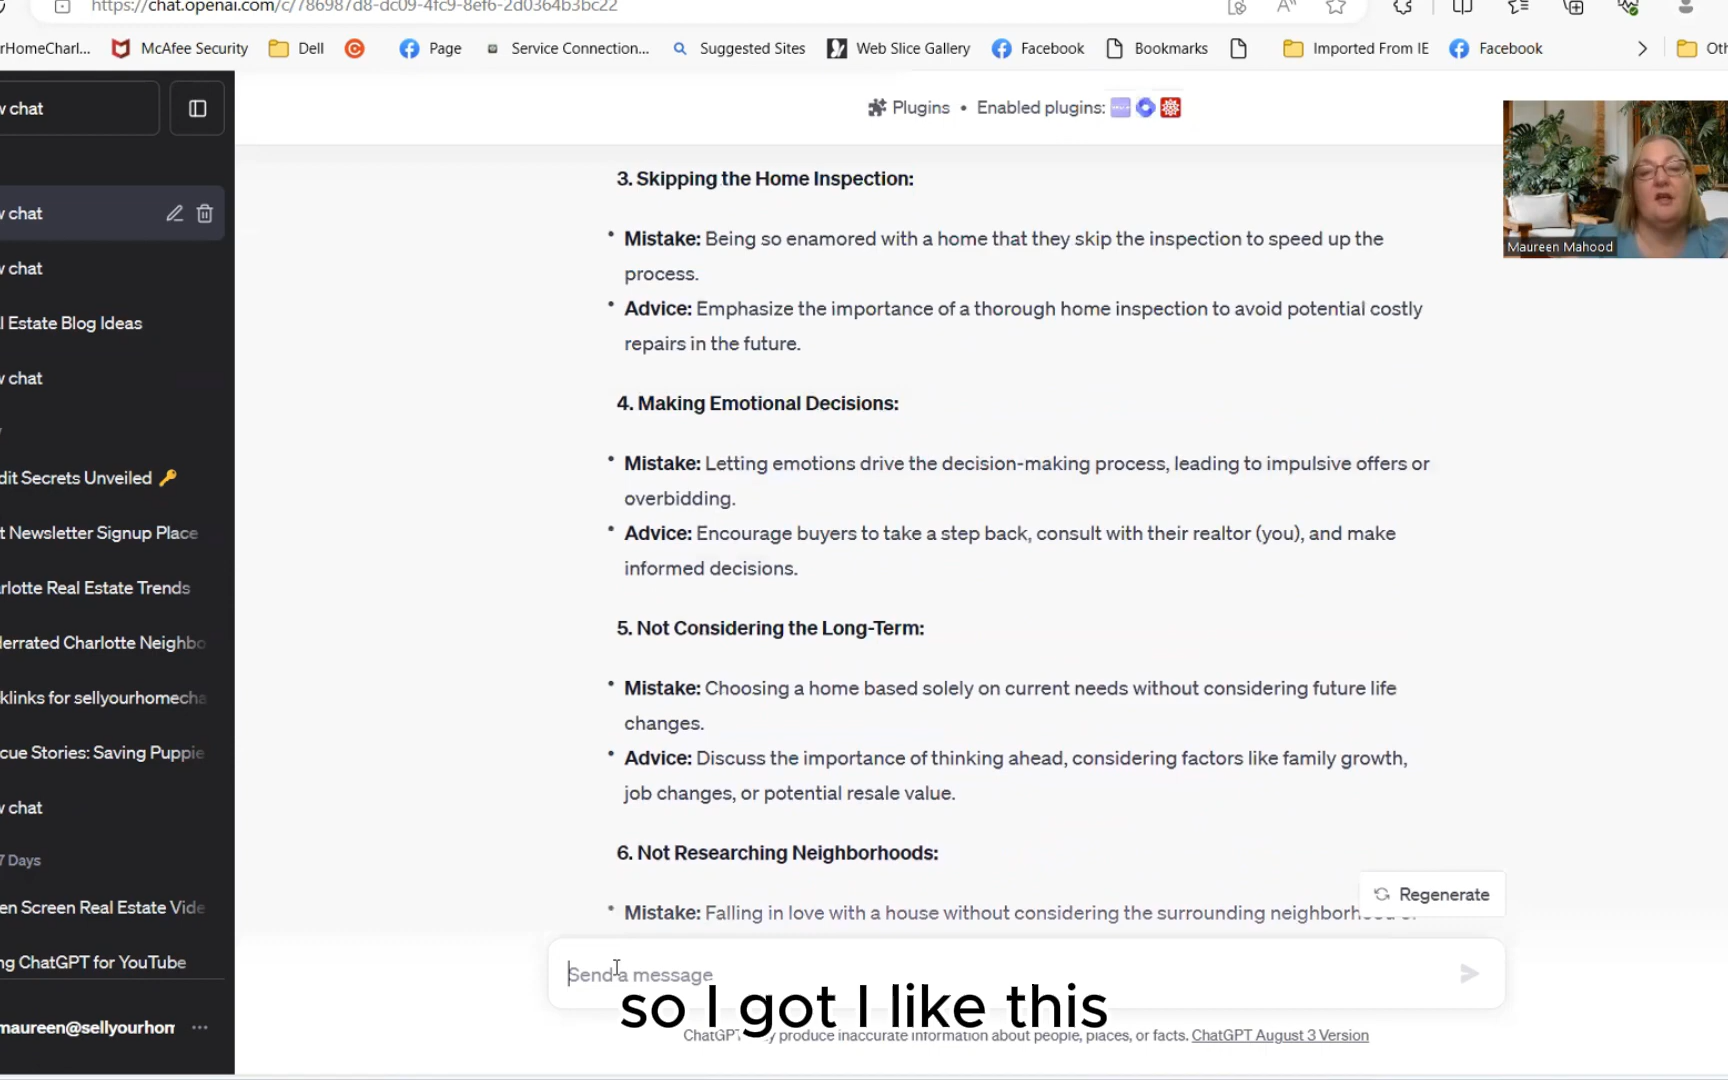 https://chat.openai.com/c/786987d8-dc09-4fc9-8ef6-2d0364b3bc22
rHomeCharl...
McAfee Security
Dell
Page
Service Connection...
Suggested Sites
Web Slice Gallery
Facebook
Bookmarks
Imported From IE
Facebook
Oth
w chat
Plugins • Enabled plugins:
w chat
w chat
l Estate Blog Ideas
w chat
dit Secrets Unveiled 🔑
t Newsletter Signup Place
rlotte Real Estate Trends
lerrated Charlotte Neighbo
klinks for sellyourhomecha
cue Stories: Saving Puppie
w chat
7 Days
en Screen Real Estate Vide
ng ChatGPT for YouTube
maureen@sellyourhom
Maureen Mahood
3. Skipping the Home Inspection:
• Mistake: Being so enamored with a home that they skip the inspection to speed up the
process.
• Advice: Emphasize the importance of a thorough home inspection to avoid potential costly
repairs in the future.
4. Making Emotional Decisions:
• Mistake: Letting emotions drive the decision-making process, leading to impulsive offers or
overbidding.
• Advice: Encourage buyers to take a step back, consult with their realtor (you), and make
informed decisions.
5. Not Considering the Long-Term:
• Mistake: Choosing a home based solely on current needs without considering future life
changes.
• Advice: Discuss the importance of thinking ahead, considering factors like family growth,
job changes, or potential resale value.
6. Not Researching Neighborhoods:
• Mistake: Falling in love with a house without considering the surrounding
Regenerate
Send a message
so I got I like this
ChatGPT produce inaccurate information about people, places, or facts. ChatGPT August 3 Version